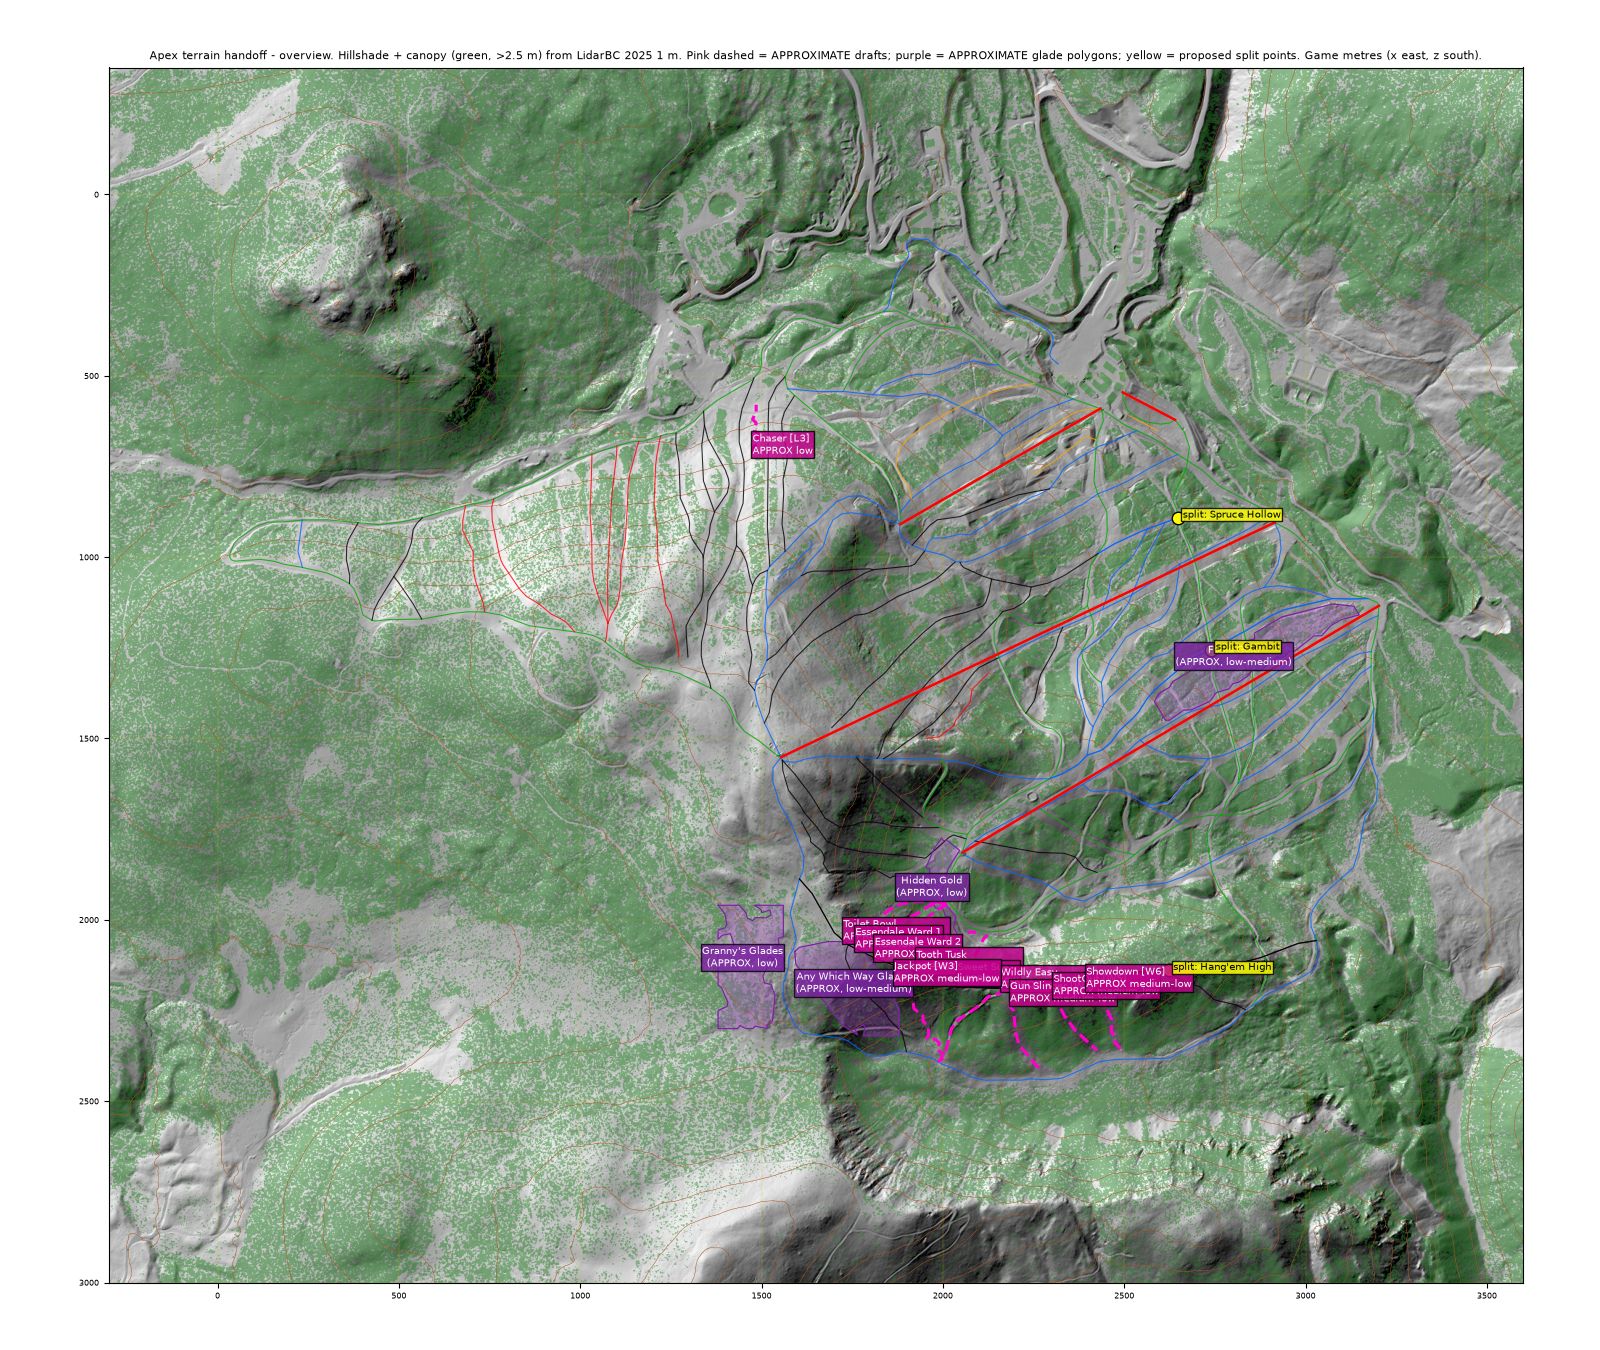 Apex terrain handoff - overview. Hillshade + canopy (green, >2.5 m) from LidarBC 2025 1 m. Pink dashed = APPROXIMATE drafts; purple = APPROXIMATE glade polygons; yellow = proposed split points. Game metres (x east, z south).
0
500
Chaser [L3]
APPROX low
split: Spruce Hollow
1000
split: Gambit
(APPROX, low-medium)
1500
Hidden Gold
(APPROX, low)
2000
Toilet Bowl
Essendale Ward 1
Essendale Ward 2
Tooth Tusk
Granny's Glades
(APPROX, low)
Jackpot [W3]
APPROX medium-low
Wildly Easy
Gun Slin
Showdown [W6]
APPROX medium-low
split: Hang'em High
Any Which Way Gla
(APPROX, low-medium)
2500
3000
0
500
1000
1500
2000
2500
3000
3500